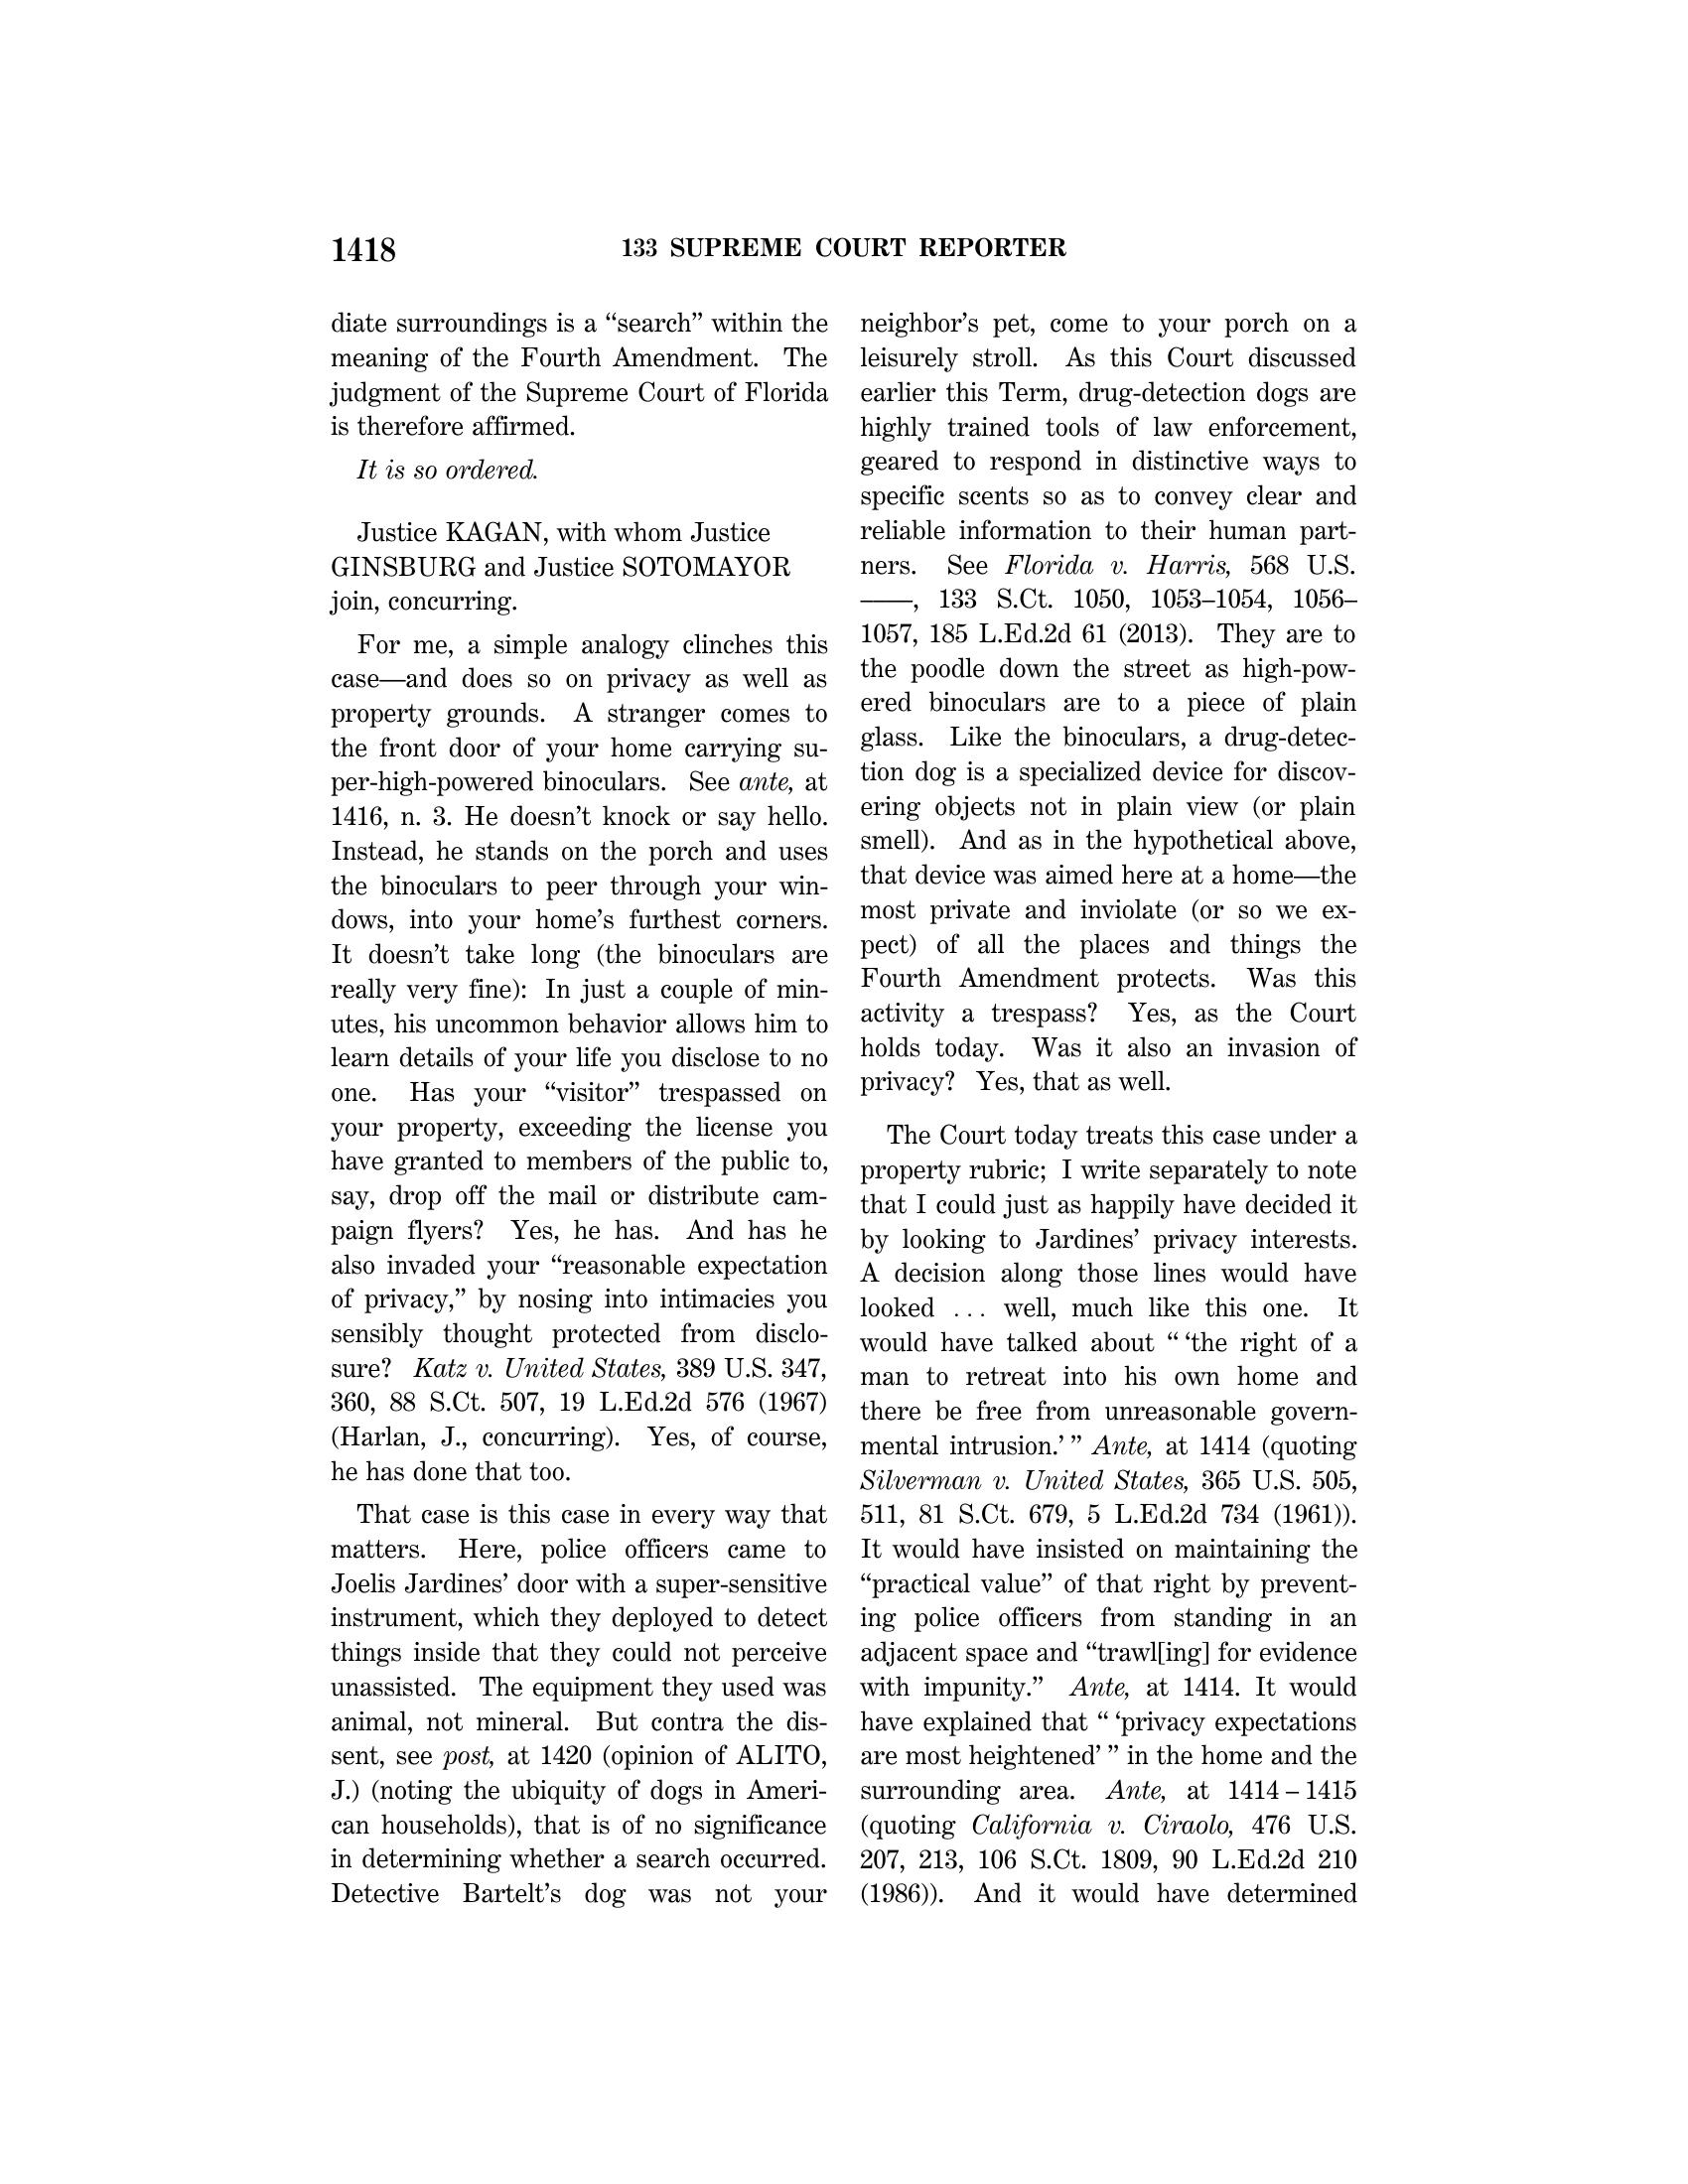 1418
133 SUPREME COURT REPORTER
diate surroundings is a “search” within the
meaning of the Fourth Amendment. The
judgment of the Supreme Court of Florida
is therefore affirmed.
It is so ordered.
Justice KAGAN, with whom Justice
GINSBURG and Justice SOTOMAYOR
join, concurring.
For me, a simple analogy clinches this
case—and does so on privacy as well as
property grounds. A stranger comes to
the front door of your home carrying su-
per-high-powered binoculars. See ante, at
1416, n. 3. He doesn’t knock or say hello.
Instead, he stands on the porch and uses
the binoculars to peer through your win-
dows, into your home’s furthest corners.
It doesn’t take long (the binoculars are
really very fine): In just a couple of min-
utes, his uncommon behavior allows him to
learn details of your life you disclose to no
one. Has your “visitor” trespassed on
your property, exceeding the license you
have granted to members of the public to,
say, drop off the mail or distribute cam-
paign flyers? Yes, he has. And has he
also invaded your “reasonable expectation
of privacy,” by nosing into intimacies you
sensibly thought protected from disclo-
sure? Katz v. United States, 389 U.S. 347,
360, 88 S.Ct. 507, 19 L.Ed.2d 576 (1967)
(Harlan, J., concurring). Yes, of course,
he has done that too.
That case is this case in every way that
matters. Here, police officers came to
Joelis Jardines’ door with a super-sensitive
instrument, which they deployed to detect
things inside that they could not perceive
unassisted. The equipment they used was
animal, not mineral. But contra the dis-
sent, see post, at 1420 (opinion of ALITO,
J.) (noting the ubiquity of dogs in Ameri-
can households), that is of no significance
in determining whether a search occurred.
Detective Bartelt’s dog was not your
neighbor’s pet, come to your porch on a
leisurely stroll. As this Court discussed
earlier this Term, drug-detection dogs are
highly trained tools of law enforcement,
geared to respond in distinctive ways to
specific scents so as to convey clear and
reliable information to their human part-
ners. See Florida v. Harris, 568 U.S.
––––, 133 S.Ct. 1050, 1053–1054, 1056–
1057, 185 L.Ed.2d 61 (2013). They are to
the poodle down the street as high-pow-
ered binoculars are to a piece of plain
glass. Like the binoculars, a drug-detec-
tion dog is a specialized device for discov-
ering objects not in plain view (or plain
smell). And as in the hypothetical above,
that device was aimed here at a home—the
most private and inviolate (or so we ex-
pect) of all the places and things the
Fourth Amendment protects. Was this
activity a trespass? Yes, as the Court
holds today. Was it also an invasion of
privacy? Yes, that as well.
The Court today treats this case under a
property rubric; I write separately to note
that I could just as happily have decided it
by looking to Jardines’ privacy interests.
A decision along those lines would have
looked ... well, much like this one. It
would have talked about “ ‘the right of a
man to retreat into his own home and
there be free from unreasonable govern-
mental intrusion.’ ” Ante, at 1414 (quoting
Silverman v. United States, 365 U.S. 505,
511, 81 S.Ct. 679, 5 L.Ed.2d 734 (1961)).
It would have insisted on maintaining the
“practical value” of that right by prevent-
ing police officers from standing in an
adjacent space and “trawl[ing] for evidence
with impunity.” Ante, at 1414. It would
have explained that “ ‘privacy expectations
are most heightened’ ” in the home and the
surrounding area. Ante, at 1414 – 1415
(quoting California v. Ciraolo, 476 U.S.
207, 213, 106 S.Ct. 1809, 90 L.Ed.2d 210
(1986)). And it would have determined